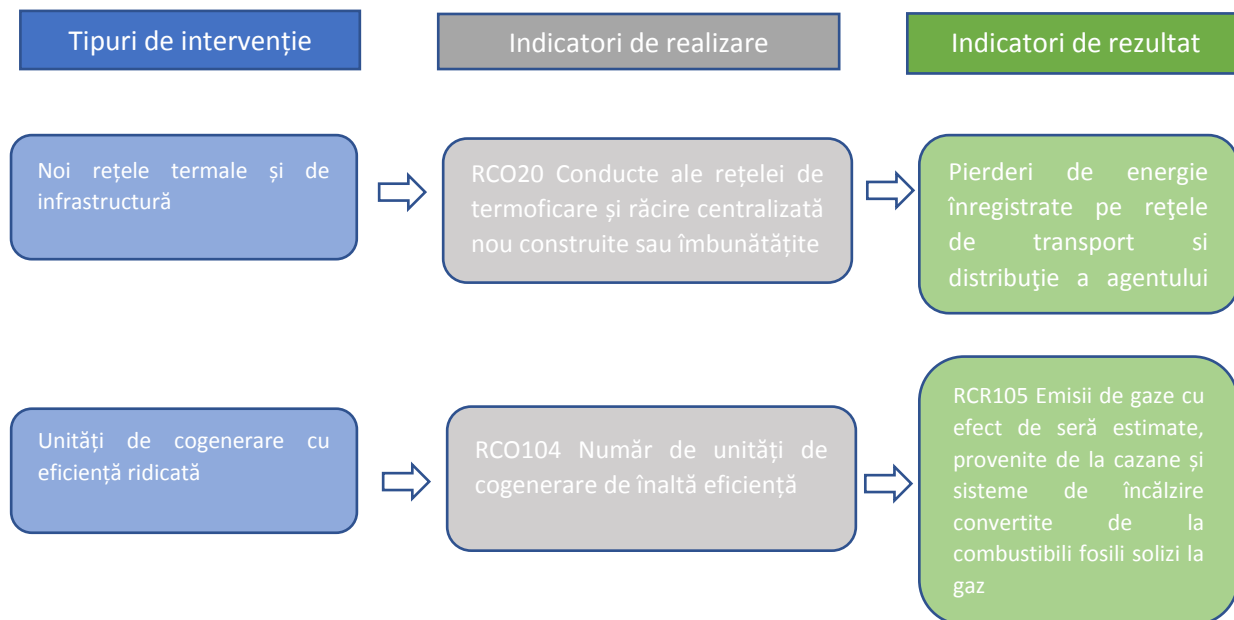 Tipuri de intervenție
Indicatori de realizare
Indicatori de rezultat
Noi rețele termale și de
infrastructură
RCO20 Conducte ale rețelei de
termoficare și răcire centralizată
nou construite sau îmbunătățite
Pierderi de energie
înregistrate pe reţele
de transport si
distribuţie a agentului
Unități de cogenerare cu
eficiență ridicată
RCO104 Număr de unități de
cogenerare de înaltă eficiență
RCR105 Emisii de gaze cu
efect de seră estimate,
provenite de la cazane și
sisteme de încălzire
convertite de la
combustibili fosili solizi la
gaz